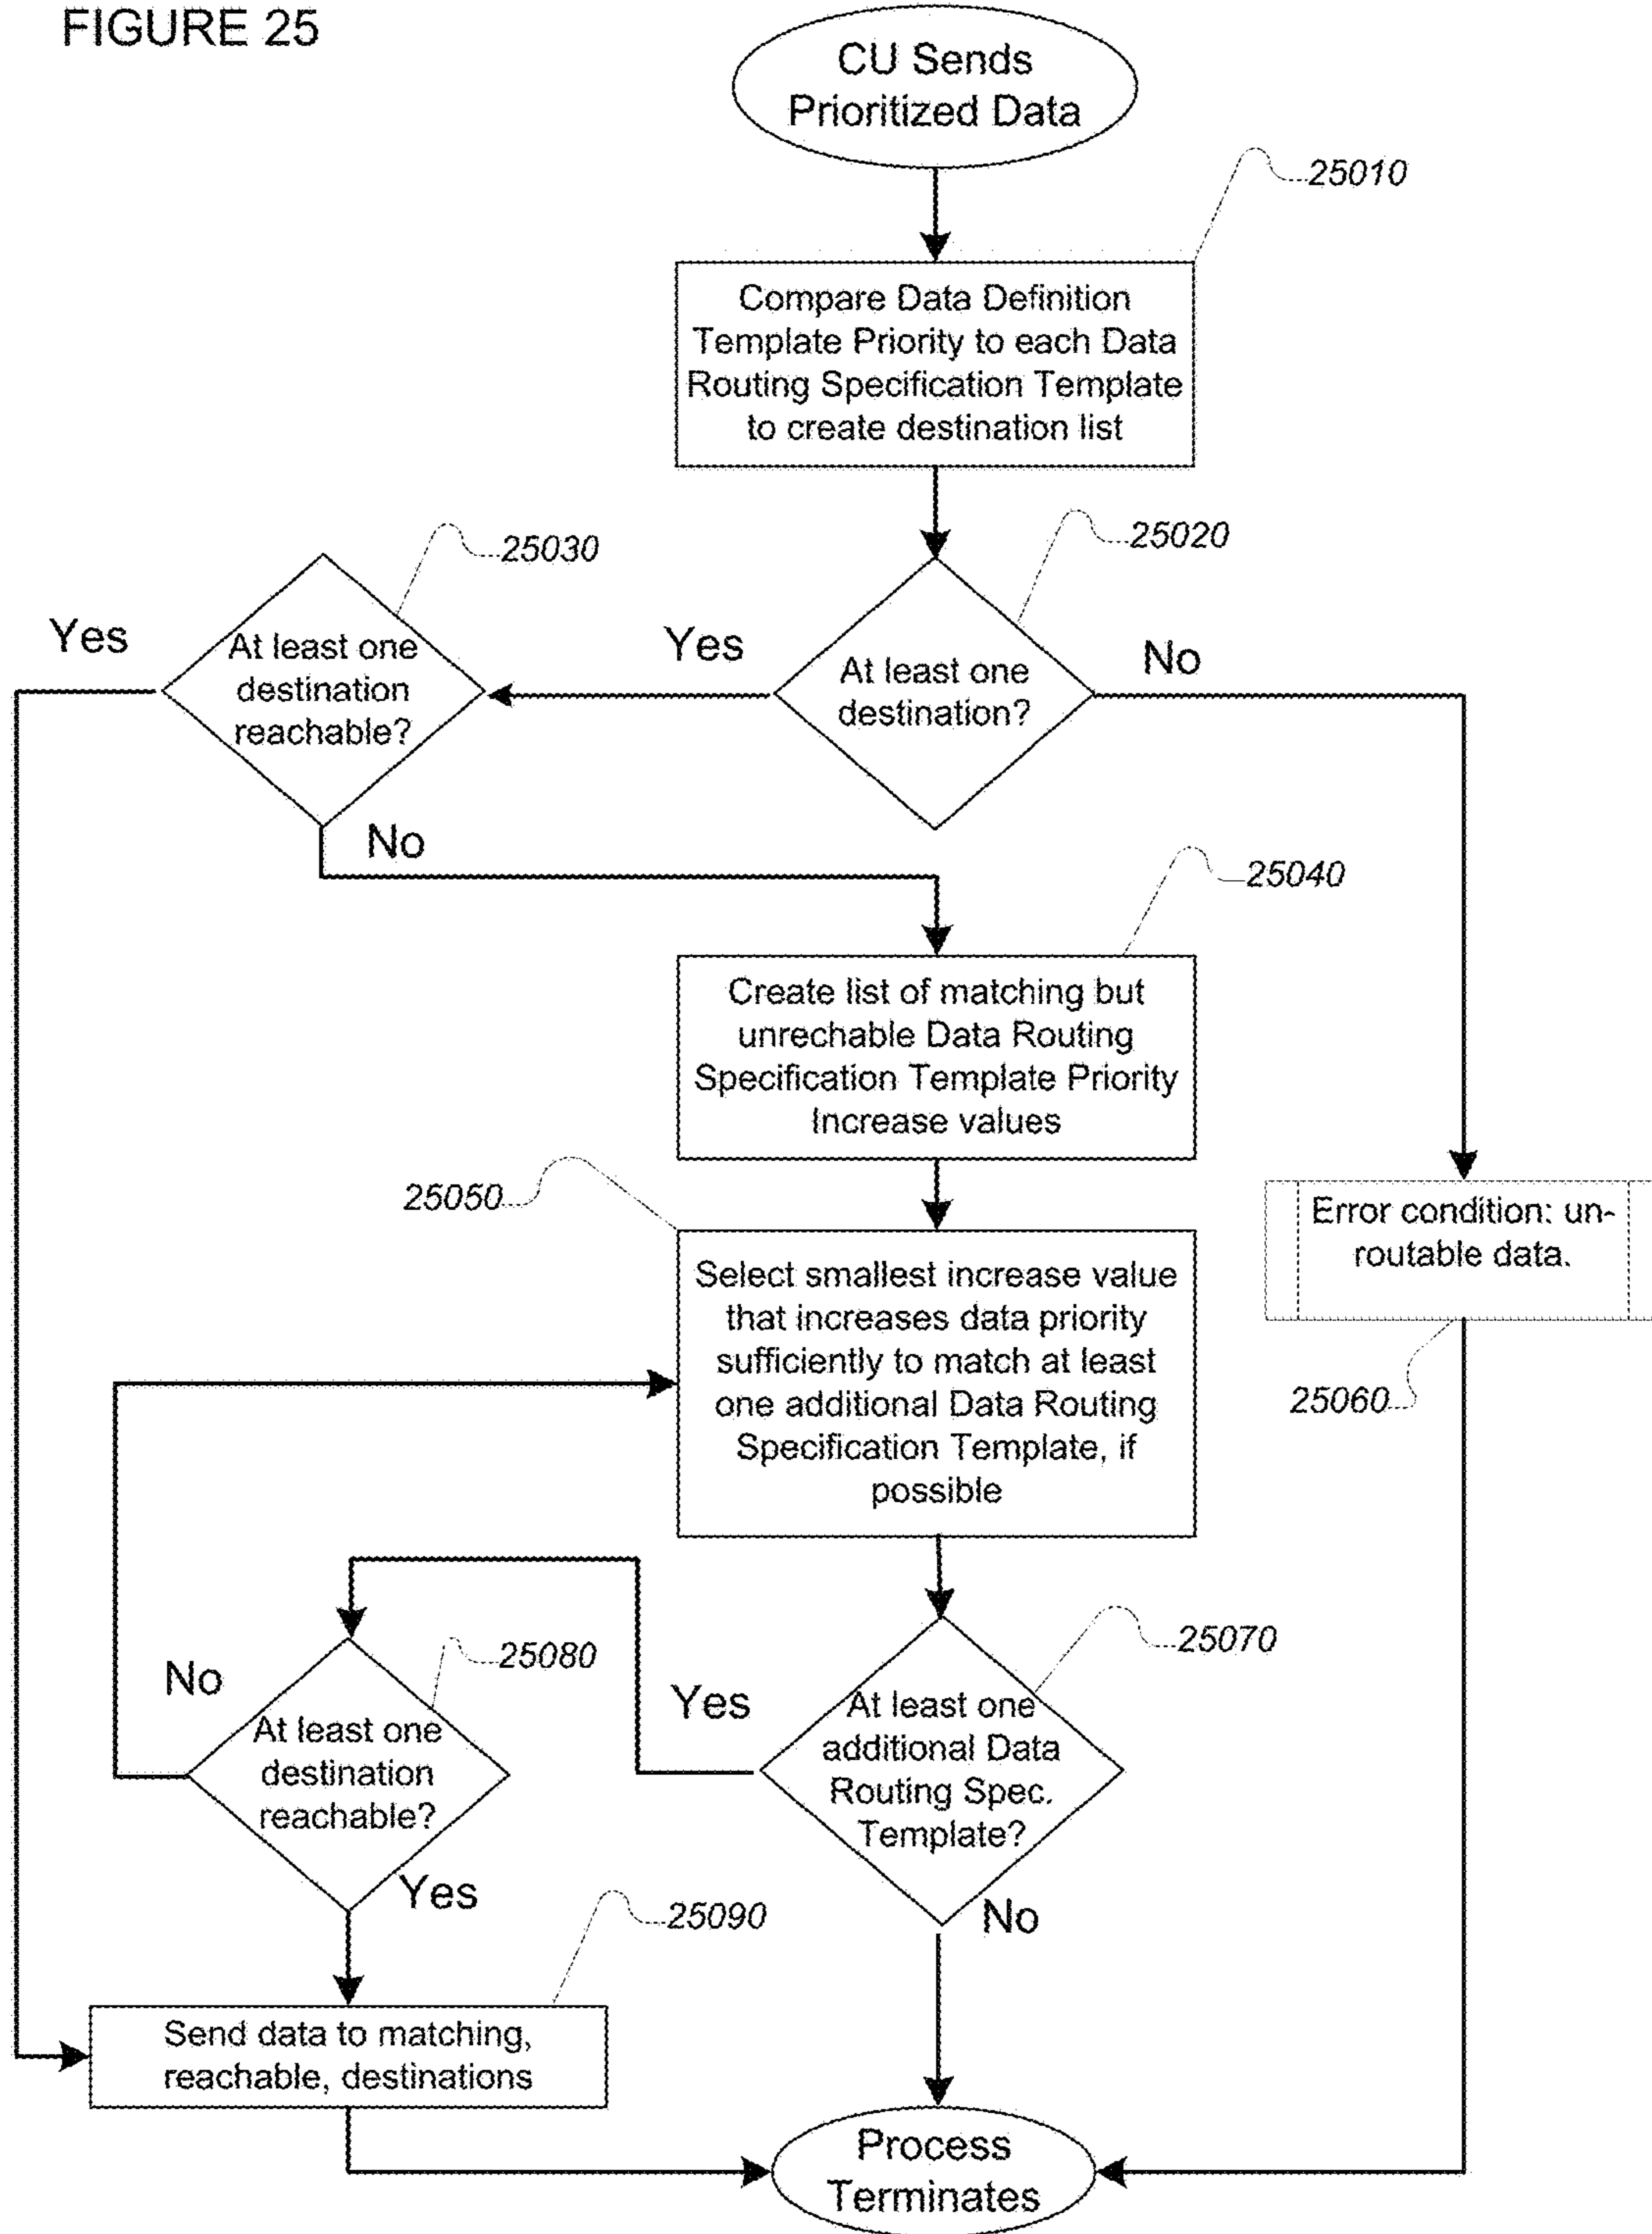 FIGURE 25
CU Sends
Prioritized Data
25010
Compare Data Definition
Template Priority to each Data
Routing Specification Template
to create destination list
25030
25020
Yes
At least one
destination
reachable?
Yes
At least one
destination?
No
No
25040
Create list of matching but
unrechable Data Routing
Specification Template Priority
Increase values
25050
Error condition: un-
routable data.
Select smallest increase value
that increases data priority
sufficiently to match at least
one additional Data Routing
Specification Template, if
possible
25060
25080
25070
No
At least one
destination
reachable?
Yes
At least one
additional Data
Routing Spec.
Template?
Yes
25090
No
Send data to matching,
reachable, destinations
Process
Terminates